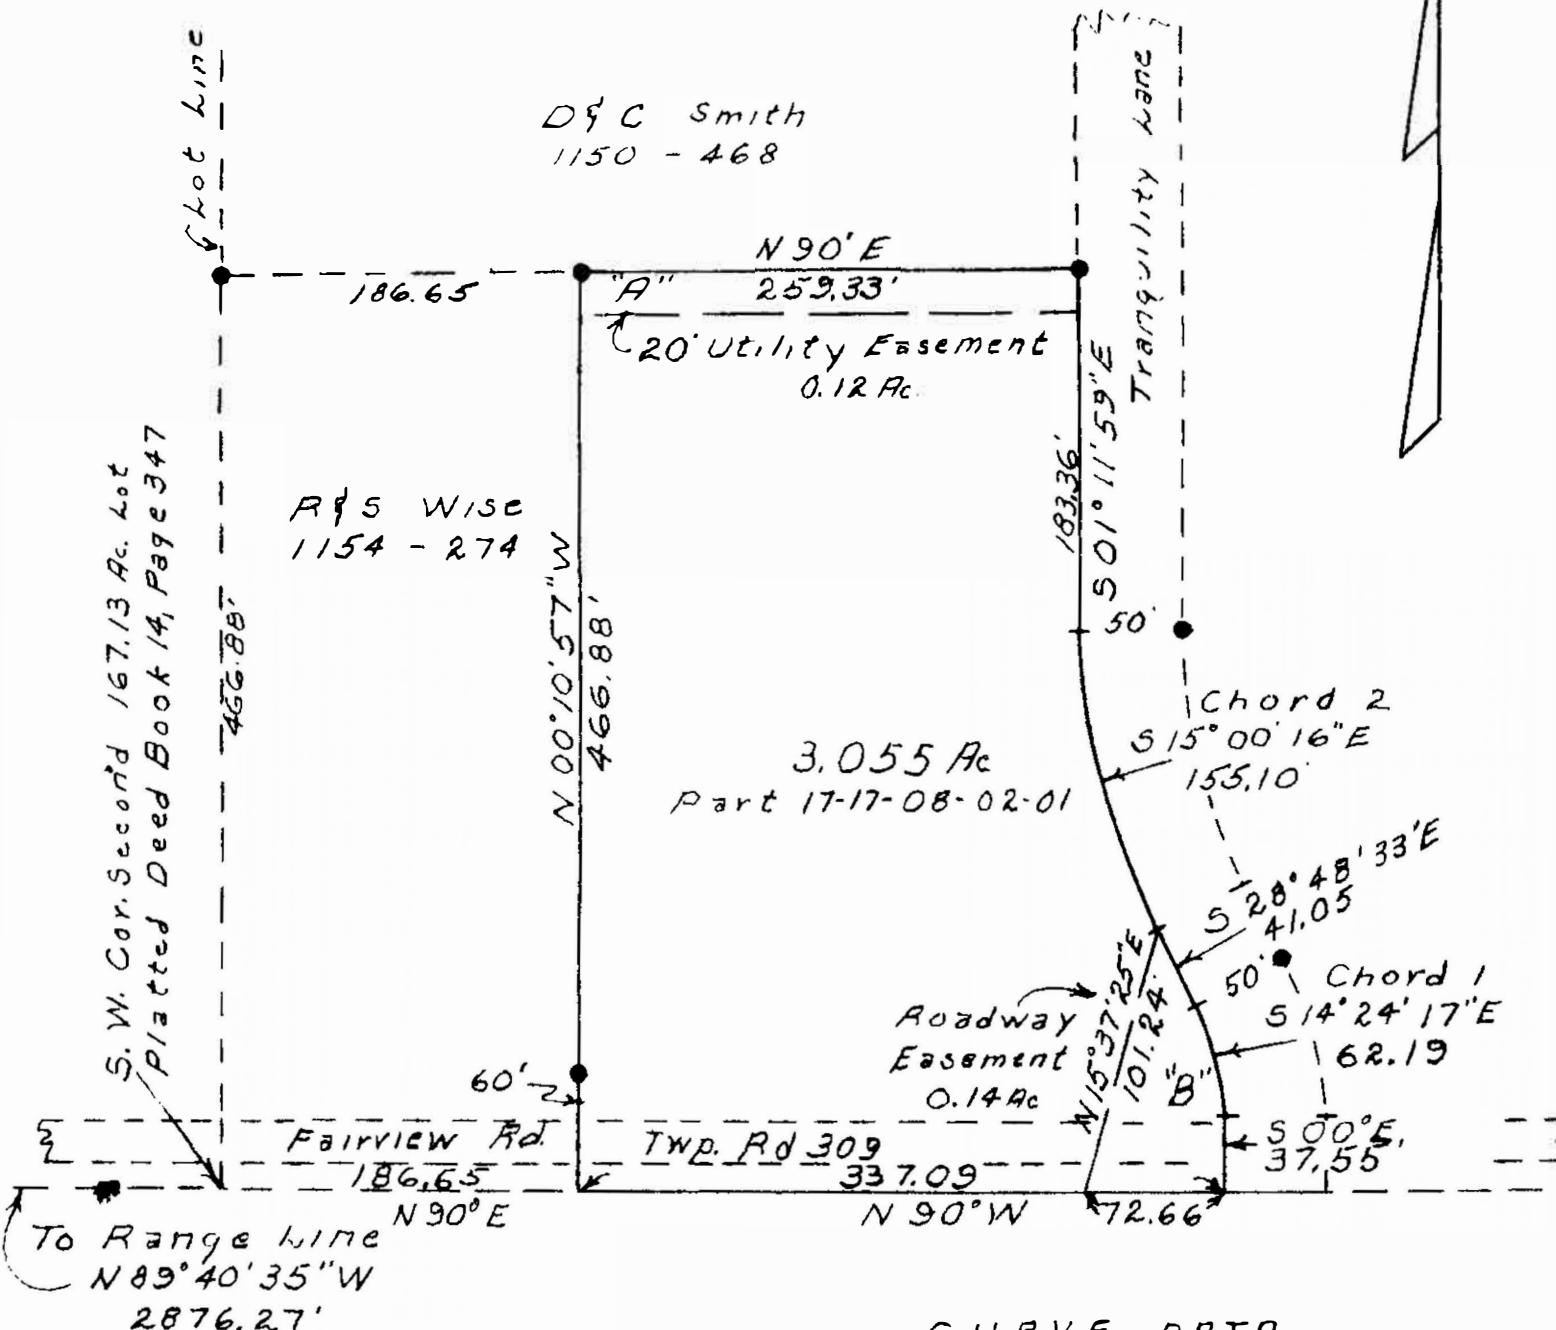 Lot Line
D & C Smith
1150 - 468
Tranquility Lane
N 90' E
259.33'
"A"
186.65
20' Utility Easement
0.12 Ac.
183.36'
S 01° 11' 59" E
S. W. Cor. Second 167.13 Ac. Lot
Platted Deed Book 14, Page 347
466.88'
R & S Wise
1154 - 274
N 00° 10' 57" W
466.88'
50'
Chord 2
S 15° 00' 16" E
155.10'
3.055 Ac
Part 17-17-08-02-01
S 28° 48' 33' E
41.05
50'
Chord 1
S 14° 24' 17" E
62.19
Roadway
Easement
0.14 Ac
N 15° 37' 25" E
101.24'
"B"
60'
Fairview Rd.
Twp. Rd 309
S 00° E,
37.55
186.65
337.09
N 90° E
N 90° W
72.66'
To Range Line
N 89° 40' 35" W
2876.27'